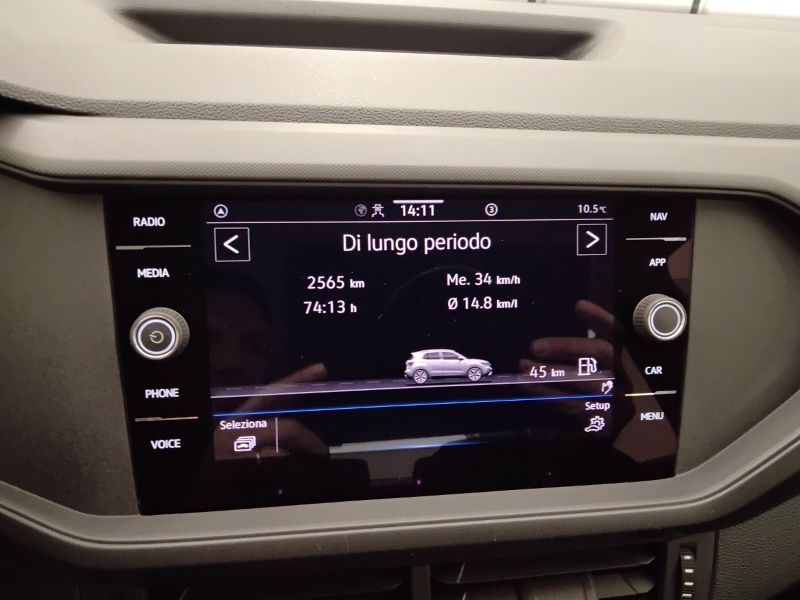 RADIO
MEDIA
PHONE
VOICE
14:11
3
10.5°C
Di lungo periodo
2565 km
Me. 34 km/h
74:13 h
Ø 14.8 km/l
45 km
Seleziona
Setup
NAV
APP
CAR
MENU